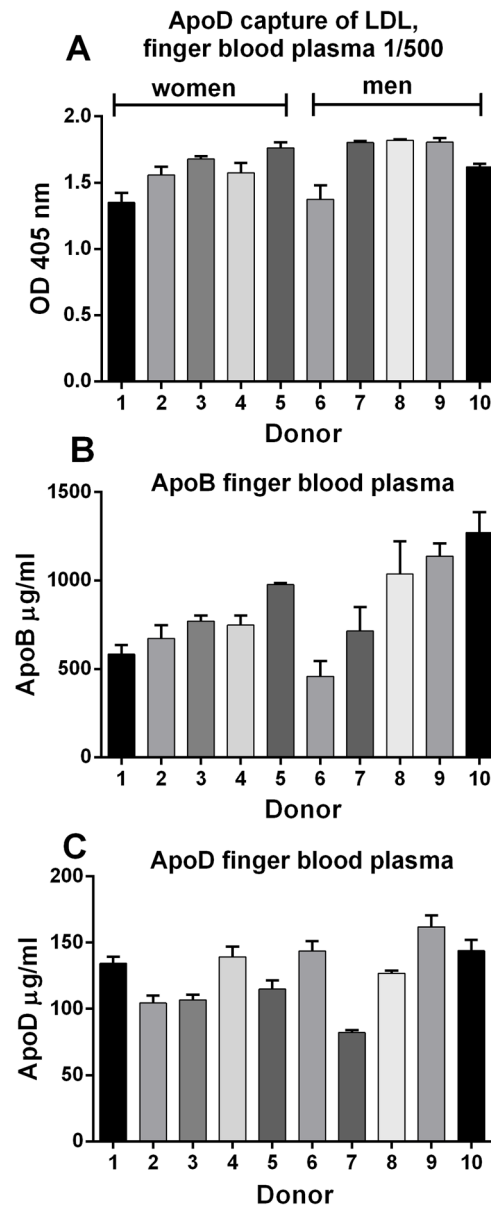 A
ApoD capture of LDL,
finger blood plasma 1/500
women men
OD 405 nm
2.0
1.5
1.0
0.5
0.0
1 2 3 4 5 6 7 8 9 10
Donor
B
ApoB finger blood plasma
ApoB µg/ml
1500
1000
500
0
1 2 3 4 5 6 7 8 9 10
Donor
C
ApoD finger blood plasma
ApoD µg/ml
200
150
100
50
0
1 2 3 4 5 6 7 8 9 10
Donor